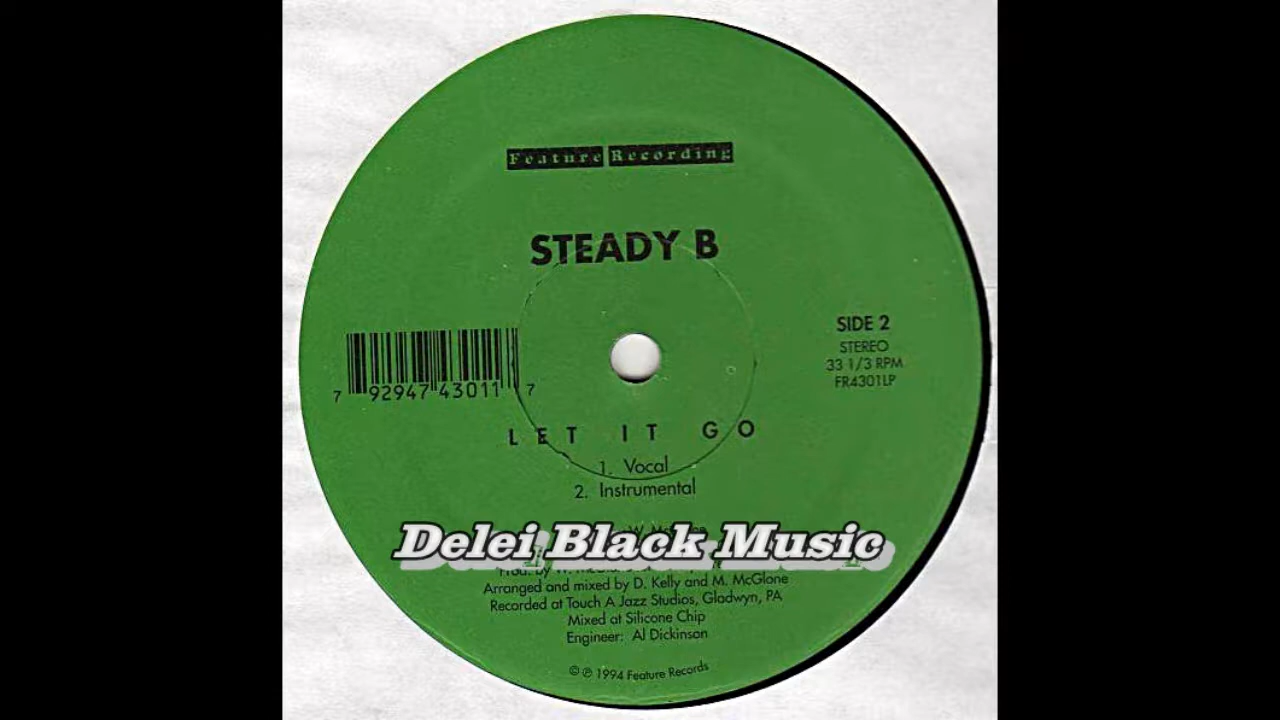 Feature Recording
STEADY B
SIDE 2
STEREO
33 1/3 RPM
FR4301LP
7 92947 43011 7
LET IT GO
1. Vocal
2. Instrumental
Delei Black Music
Prod. by W.
Arranged and mixed by D. Kelly and M. McGlone
Recorded at Touch A Jazz Studios, Gladwyn, PA
Mixed at Silicone Chip
Engineer: Al Dickinson
© ℗ 1994 Feature Records